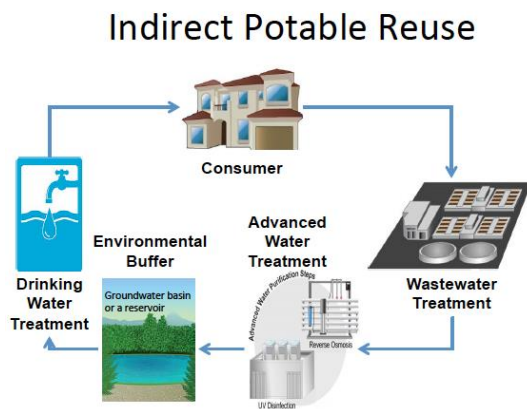 Indirect Potable Reuse
Consumer
Advanced
Water
Treatment
Environmental
Buffer
Drinking
Water
Treatment
Groundwater basin
or a reservoir
Advanced Water Purification Steps
Reverse Osmosis
UV Disinfection
Wastewater
Treatment